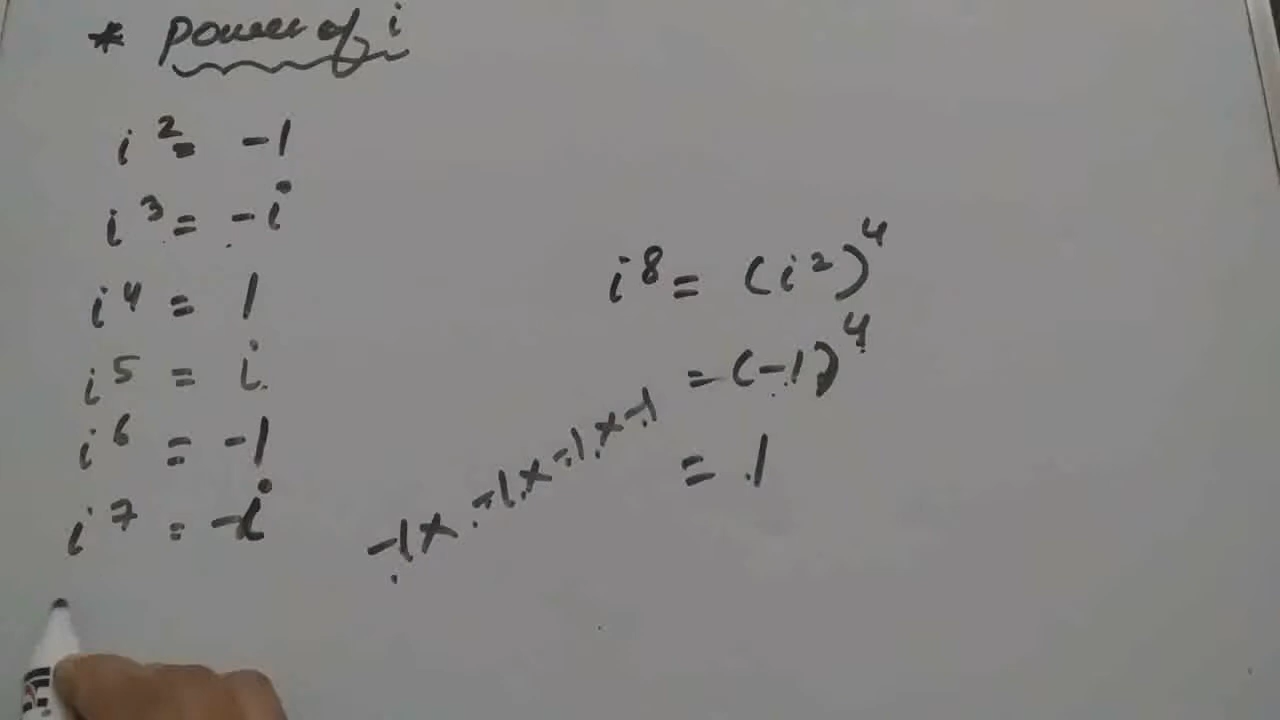 * Power of i
i² = -1
i³ = -i
i⁴ = 1
i⁵ = i
i⁶ = -1
i⁷ = -i
i⁸ = (i²)⁴
= (-1)⁴
= 1
-1 x -1 x -1 x -1